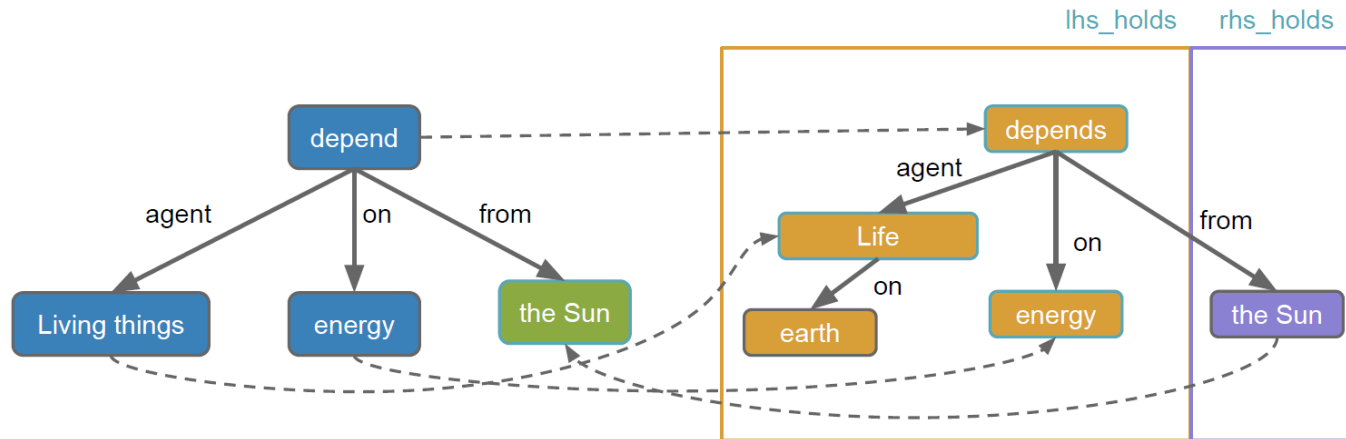 lhs_holds
rhs_holds
depend
depends
agent
on
from
agent
on
from
Life
on
Living things
energy
the Sun
earth
energy
the Sun